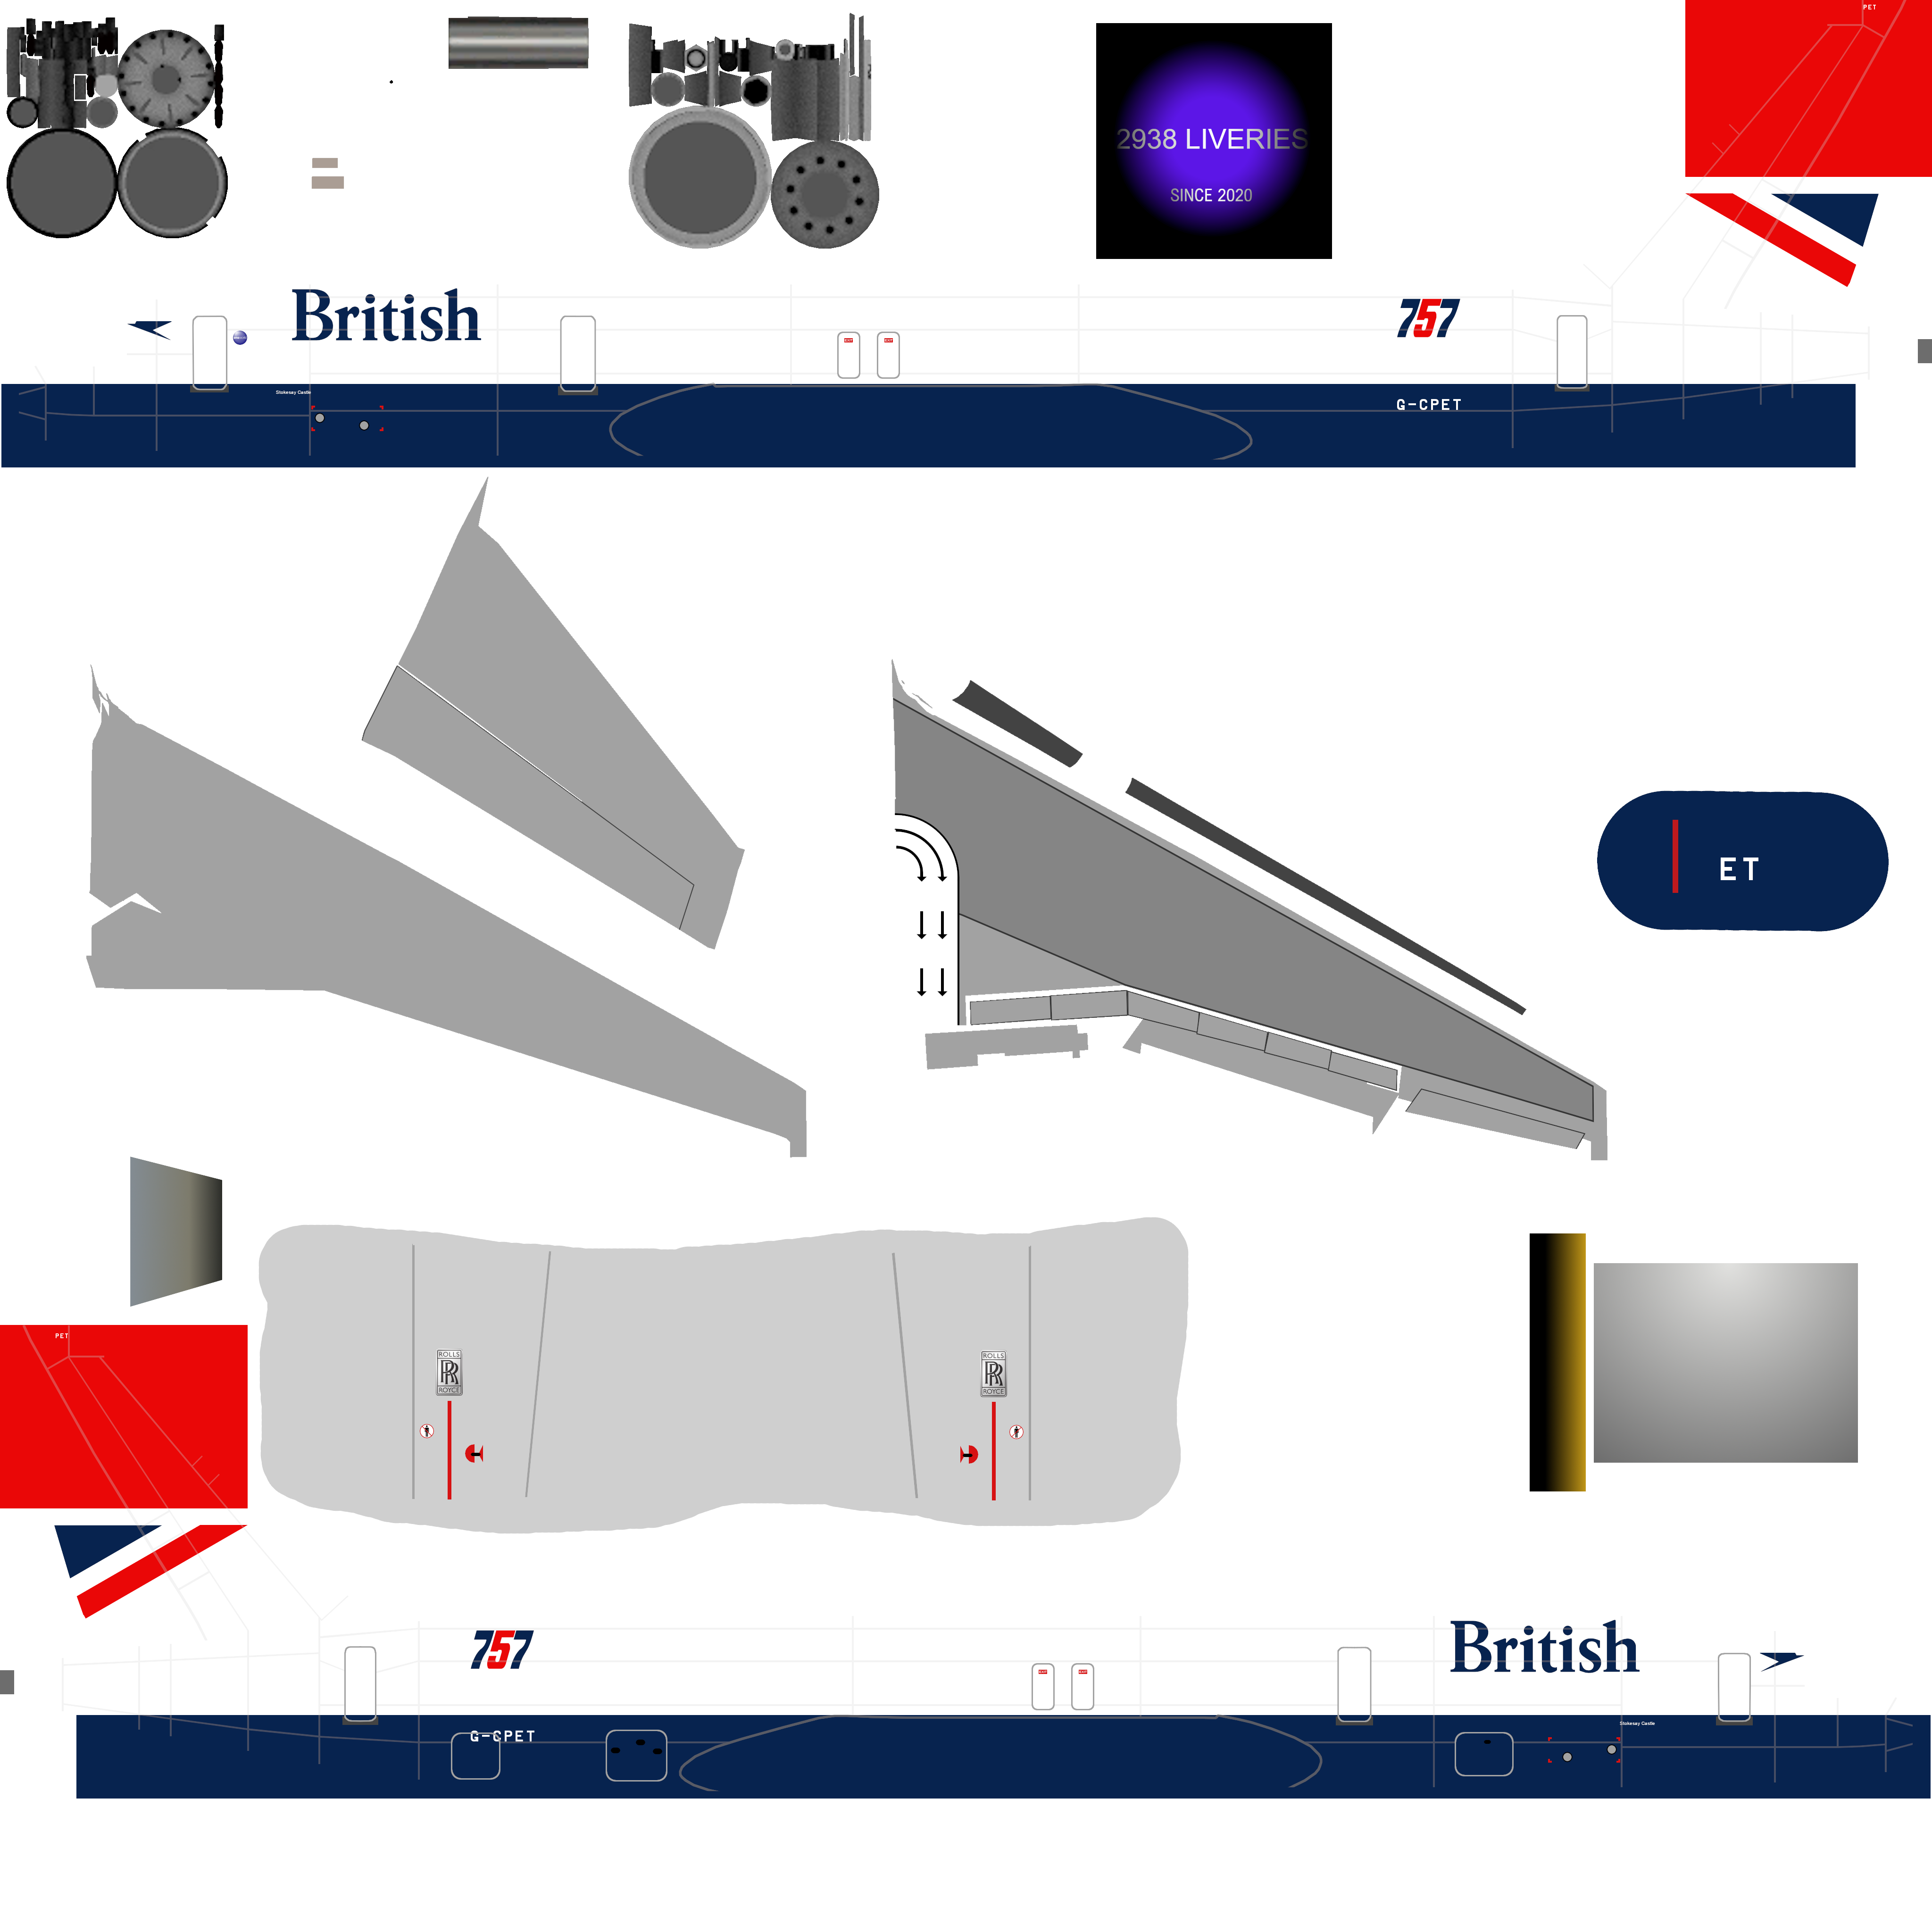 PET
2938 LIVERIES
SINCE 2020
British
757
Stokesay Castle
G-CPET
ET
ROLLS
RR
ROYCE
ROLLS
RR
ROYCE
PET
757
British
Stokesay Castle
G-CPET